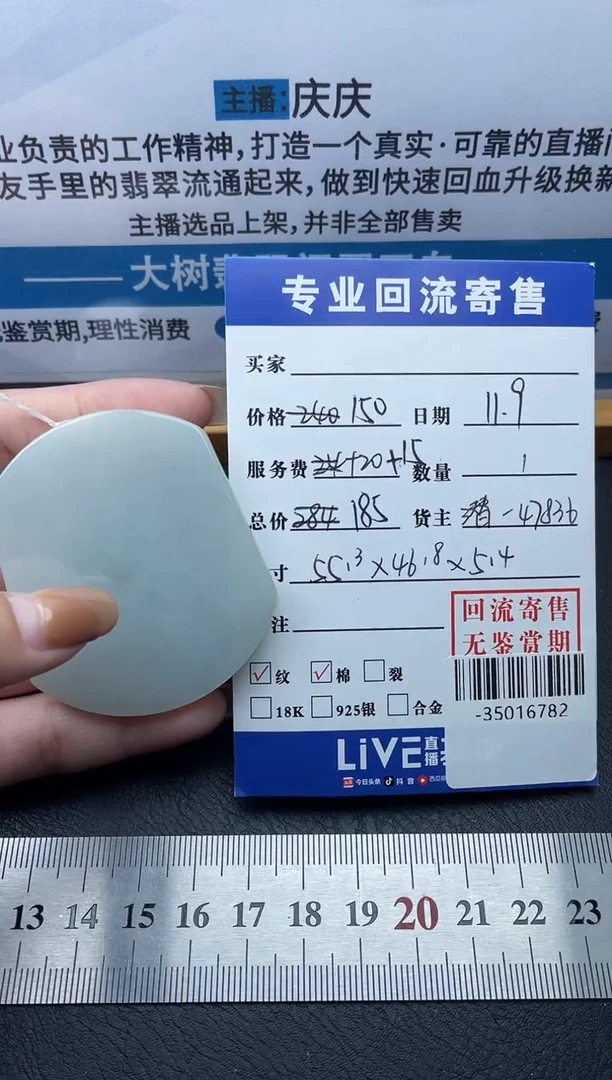 主播:庆庆
业负责的工作精神,打造一个真实·可靠的直播
友手里的翡翠流通起来,做到快速回血升级换新
主播选品上架,并非全部售卖
大树
鉴赏期,理性消费
专业回流寄售
买家
价格 240 150 日期 11.9
服务费 +20+15 数量 1
总价 284 185 货主 -47836
寸 55.3×46.8×5.4
注
回流寄售
无鉴赏期
☑纹 ☑棉 □裂
□18K □925银 □合金
-35016782
LiVE 直播
今日头条 抖音 西瓜视
13 14 15 16 17 18 19 20 21 22 23